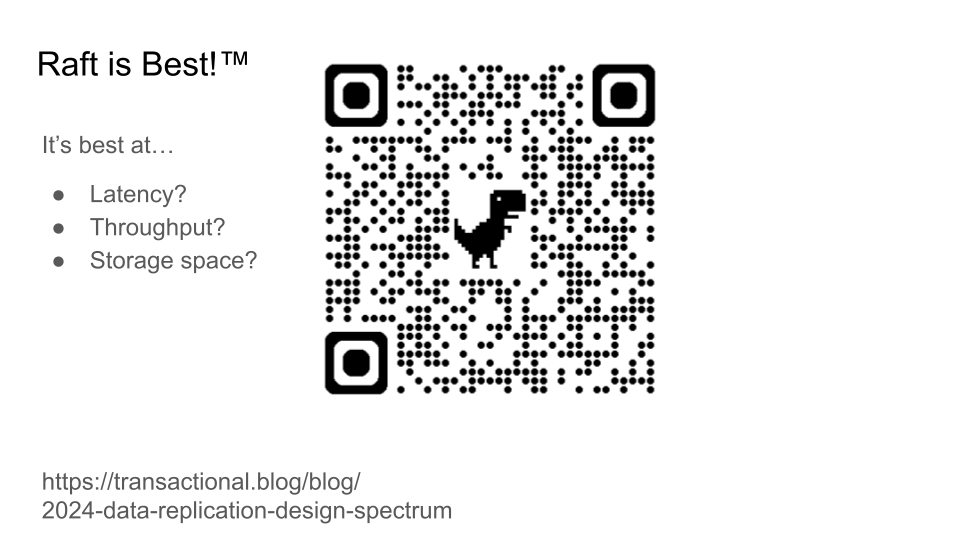 Raft is Best!™
It’s best at…
● Latency?
● Throughput?
● Storage space?
https://transactional.blog/blog/
2024-data-replication-design-spectrum